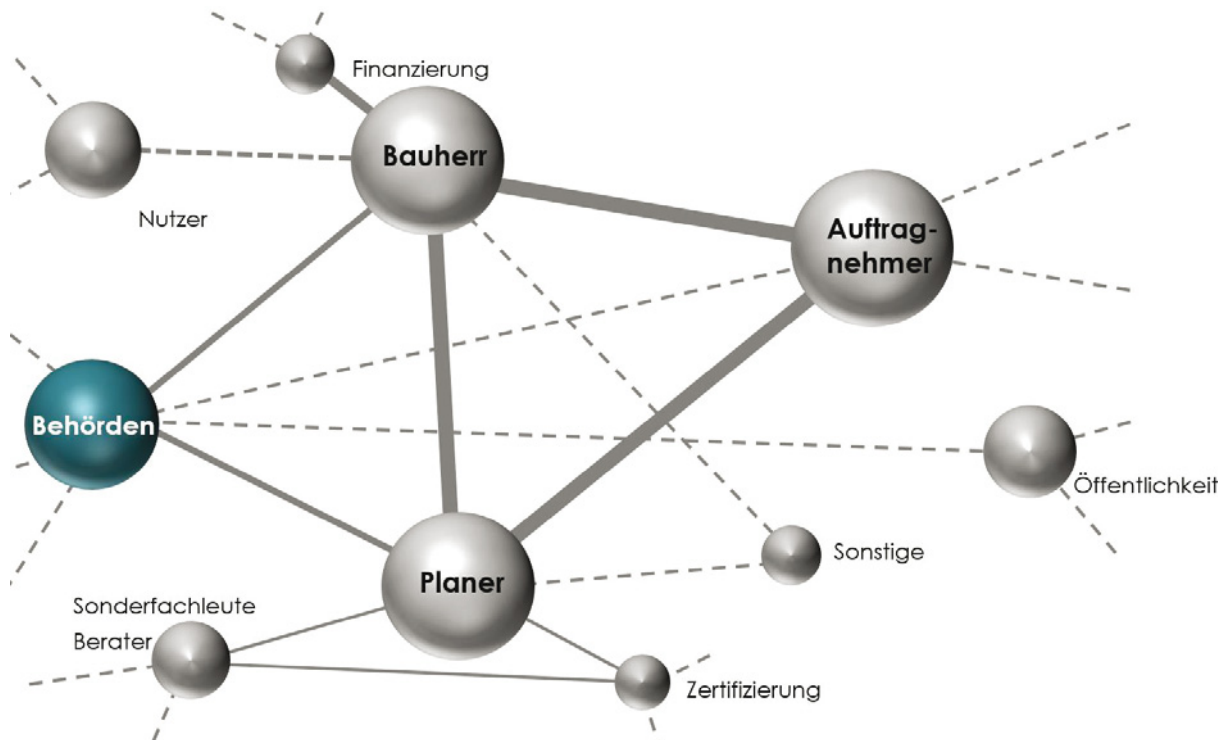 Finanzierung
Bauherr
Nutzer
Auftrag-
nehmer
Behörden
Öffentlichkeit
Sonstige
Planer
Sonderfachleute
Berater
Zertifizierung